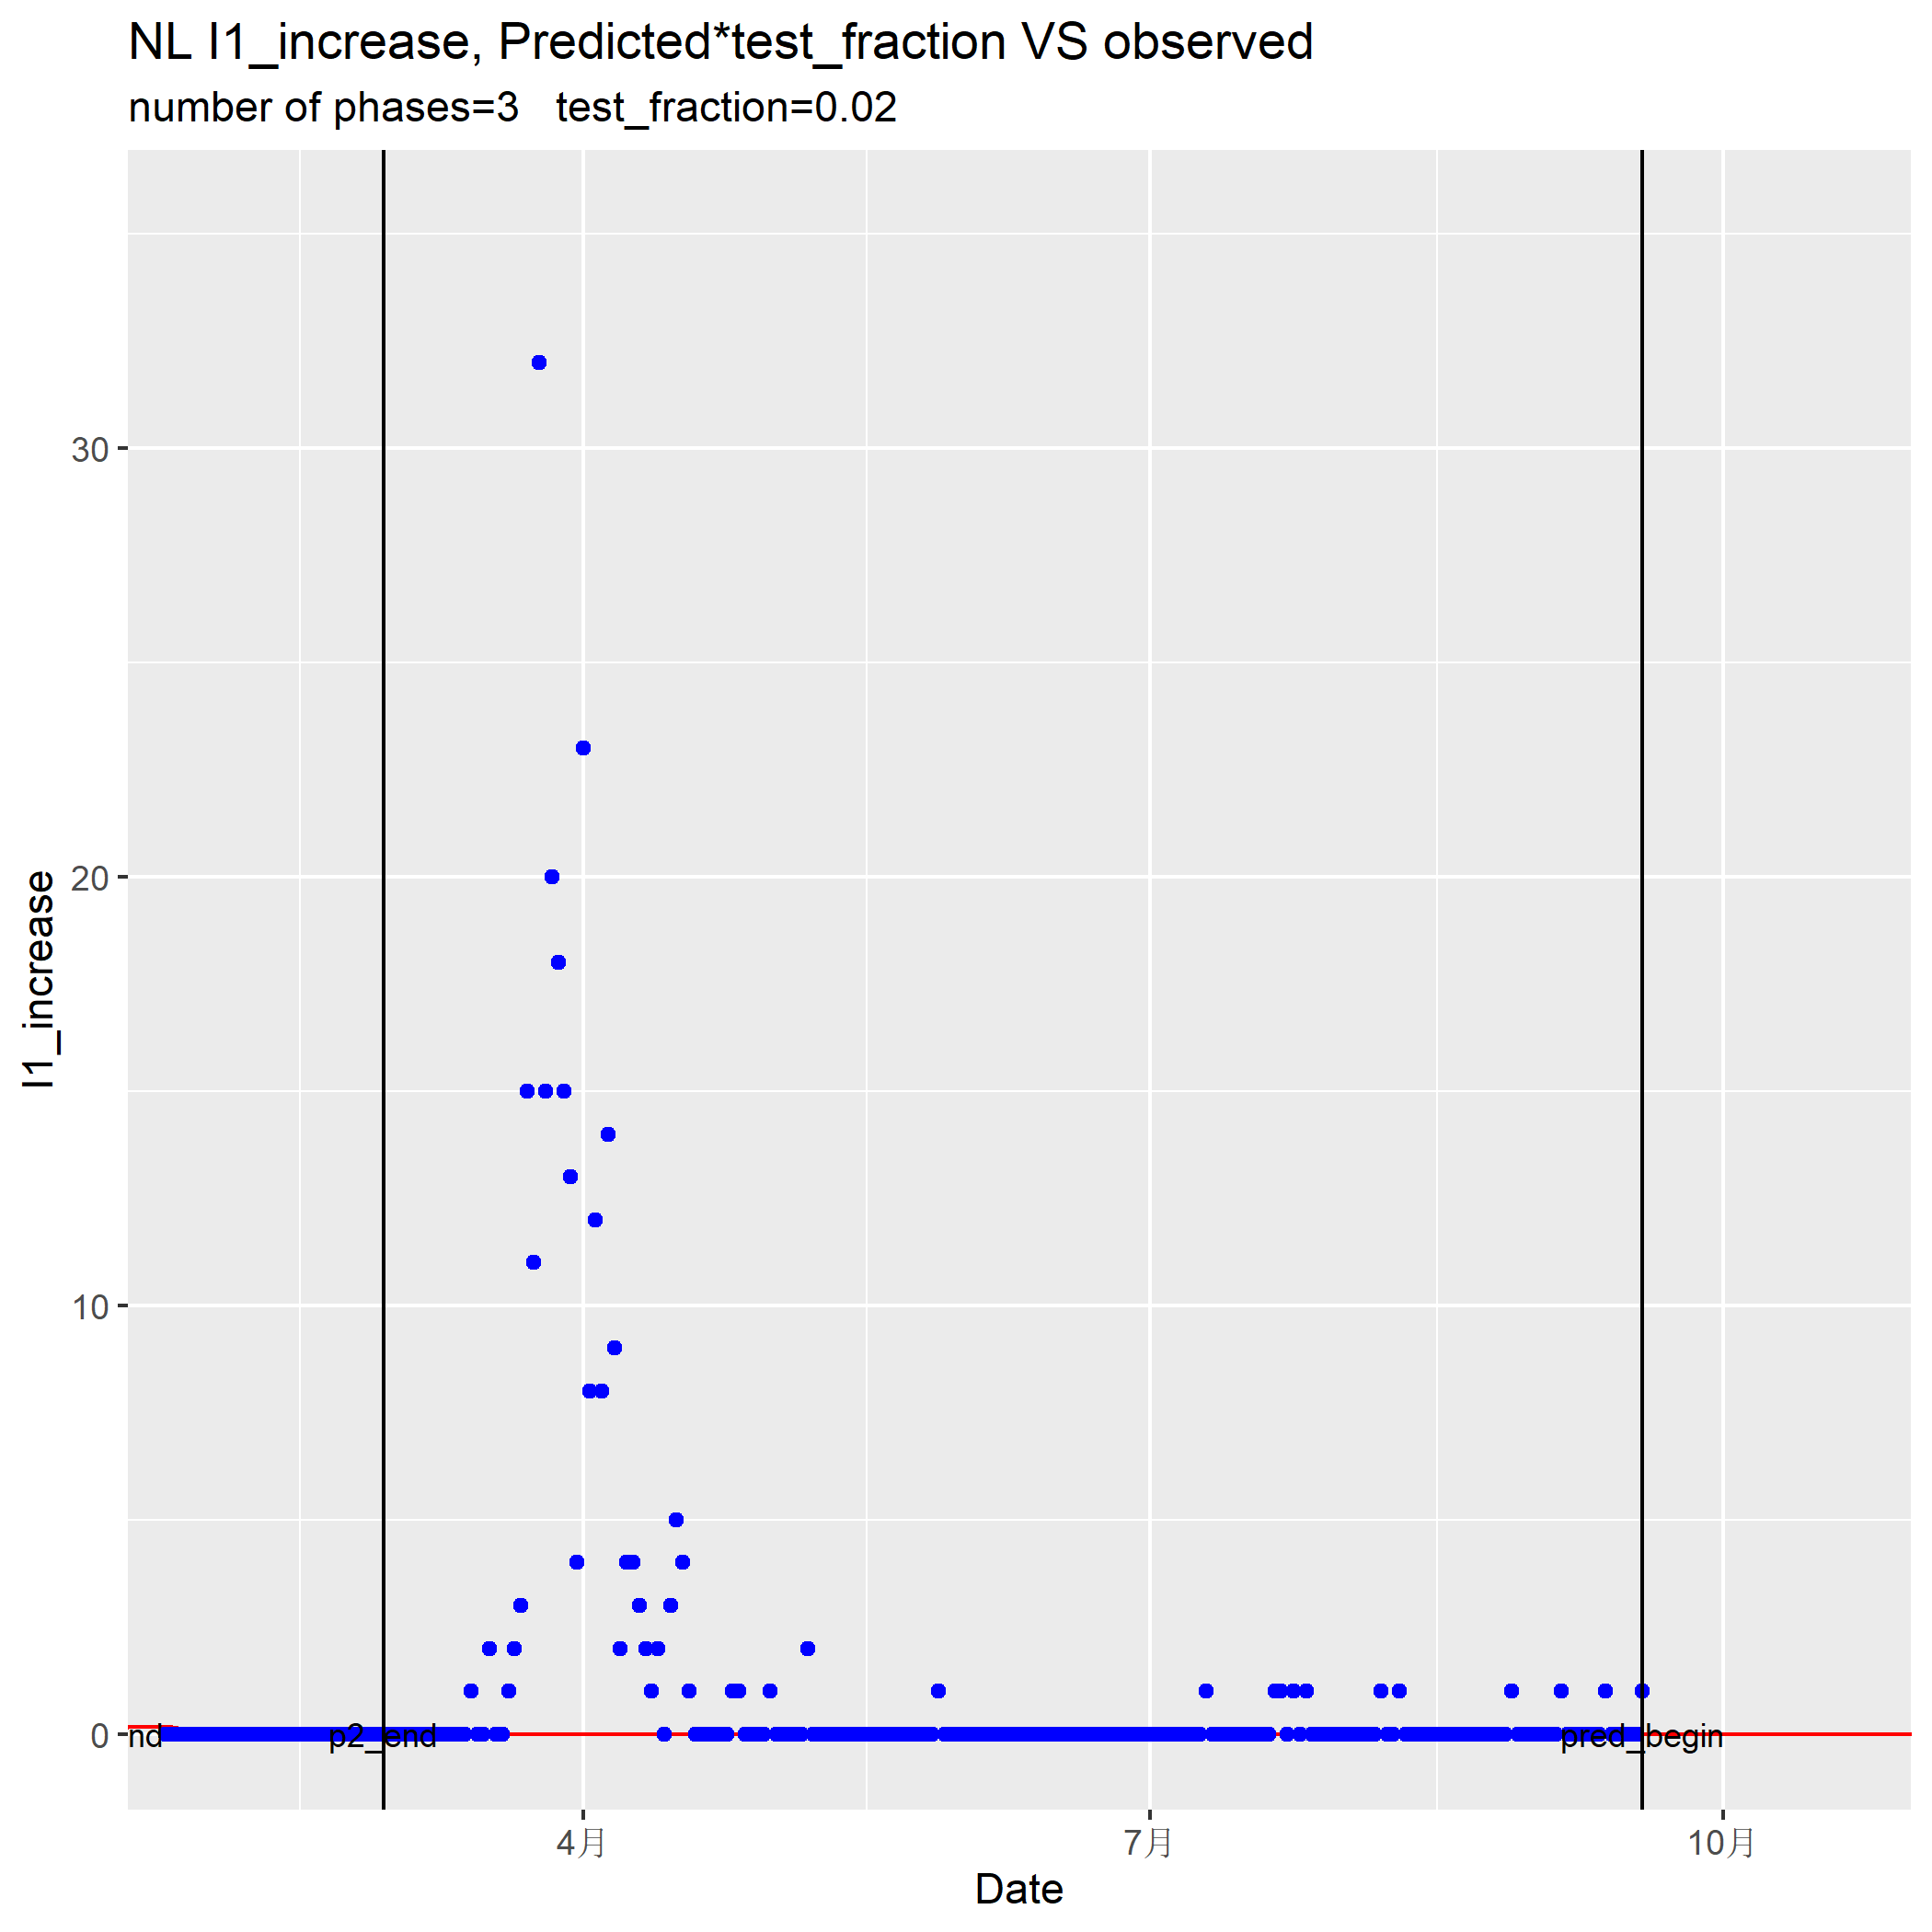 NL I1_increase, Predicted*test_fraction VS observed
number of phases=3   test_fraction=0.02
I1_increase
30
20
10
0
nd
p2_end
pred_begin
4月
7月
10月
Date